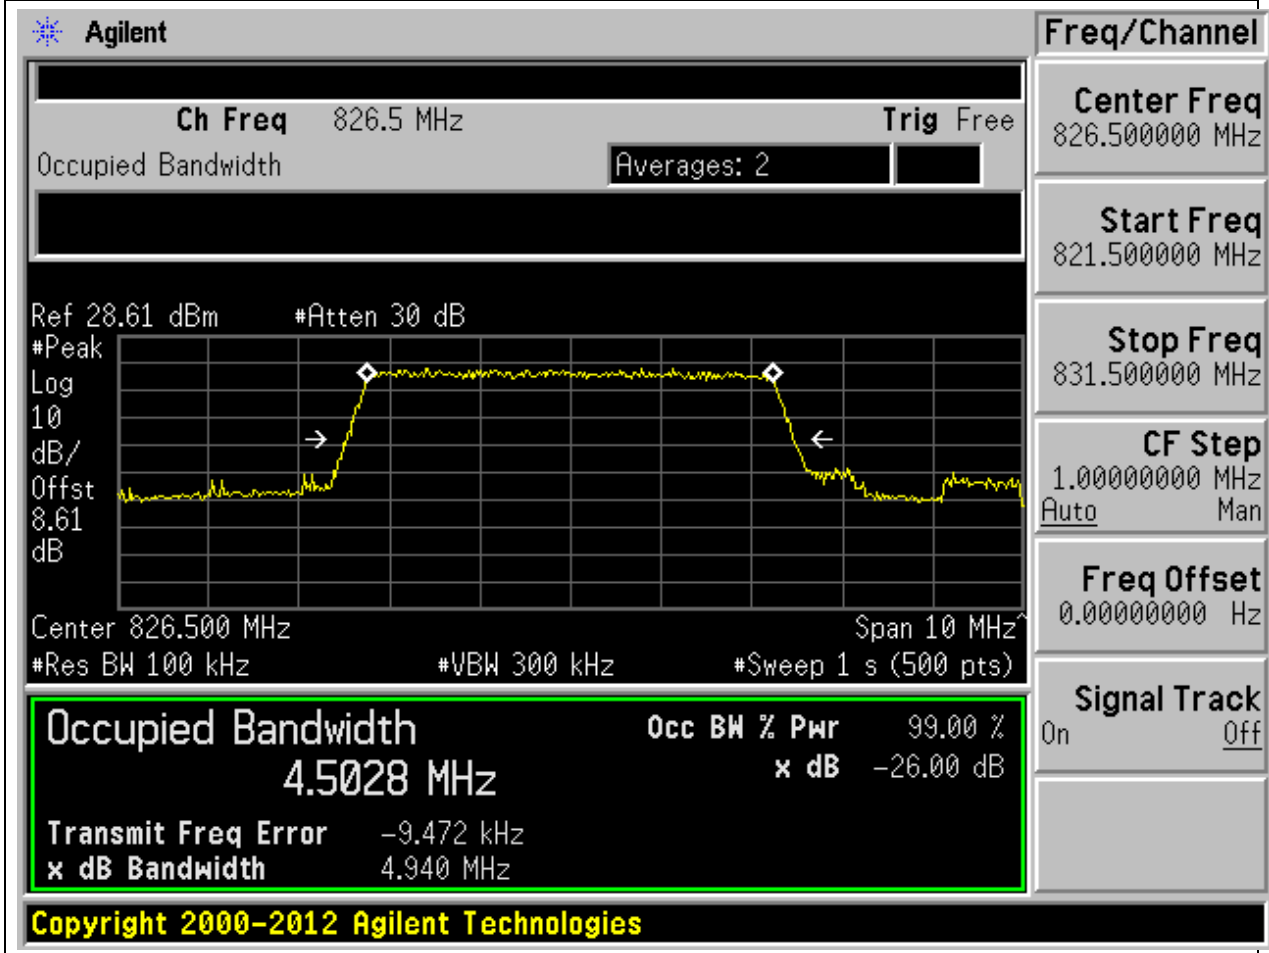 Agilent
Freq/Channel
Ch Freq 826.5 MHz Trig Free
Occupied Bandwidth Averages: 2
Center Freq
826.500000 MHz
Start Freq
821.500000 MHz
Stop Freq
831.500000 MHz
CF Step
1.00000000 MHz
Auto Man
Freq Offset
0.00000000 Hz
Signal Track
On Off
Ref 28.61 dBm #Atten 30 dB
#Peak
Log
10
dB/
Offst
8.61
dB
Center 826.500 MHz Span 10 MHz^
#Res BW 100 kHz #VBW 300 kHz #Sweep 1 s (500 pts)
Occupied Bandwidth Occ BW % Pwr 99.00 %
4.5028 MHz x dB -26.00 dB
Transmit Freq Error -9.472 kHz
x dB Bandwidth 4.940 MHz
Copyright 2000-2012 Agilent Technologies